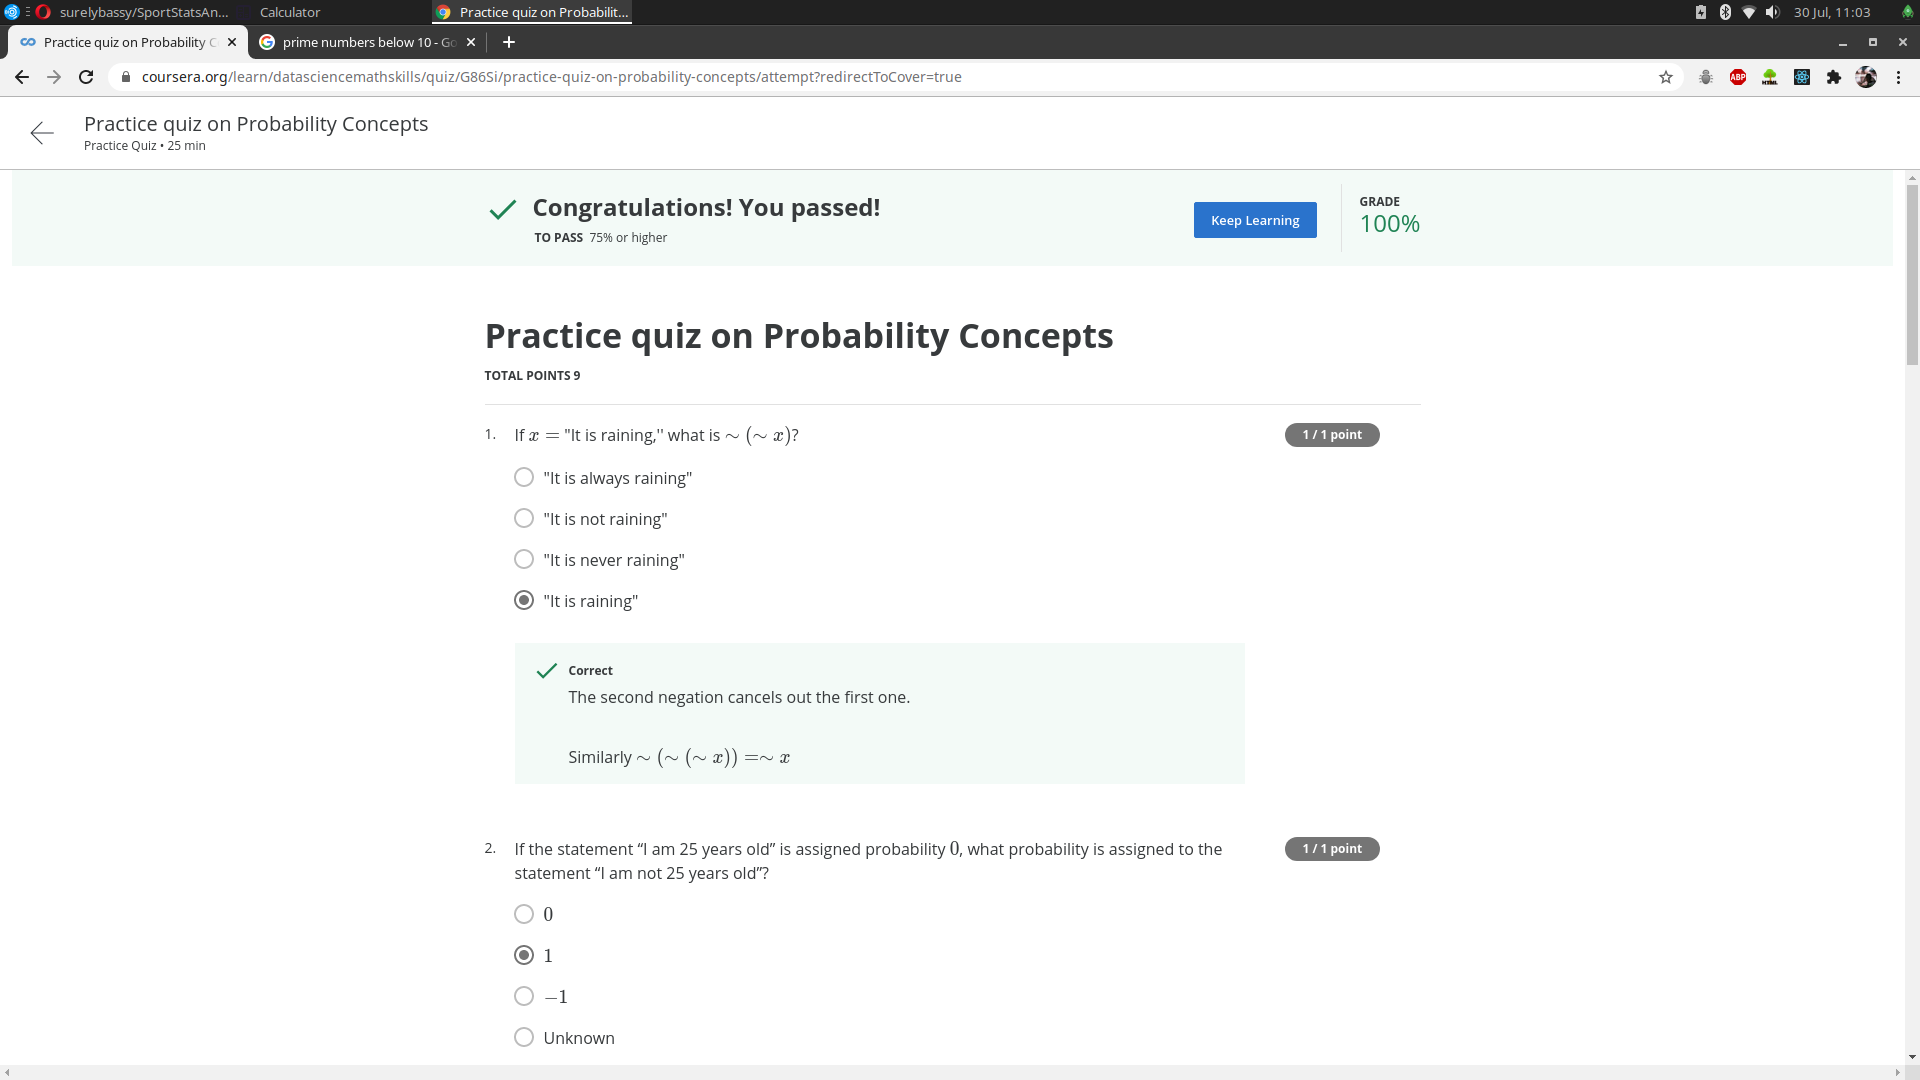 surelybassy/SportStatsAn...
Calculator
Practice quiz on Probabilit...
30 Jul, 11:03
Practice quiz on Probability C
prime numbers below 10 - Go
coursera.org/learn/datasciencemathskills/quiz/G86Si/practice-quiz-on-probability-concepts/attempt?redirectToCover=true
ABP
Practice quiz on Probability Concepts
Practice Quiz • 25 min
Congratulations! You passed!
TO PASS 75% or higher
Keep Learning
GRADE
100%
Practice quiz on Probability Concepts
TOTAL POINTS 9
1. If x = "It is raining,'' what is ∼ (∼ x)?
1 / 1 point
"It is always raining"
"It is not raining"
"It is never raining"
"It is raining"
Correct
The second negation cancels out the first one.
Similarly ∼ (∼ (∼ x)) =∼ x
2. If the statement “I am 25 years old” is assigned probability 0, what probability is assigned to the
statement “I am not 25 years old”?
1 / 1 point
0
1
−1
Unknown